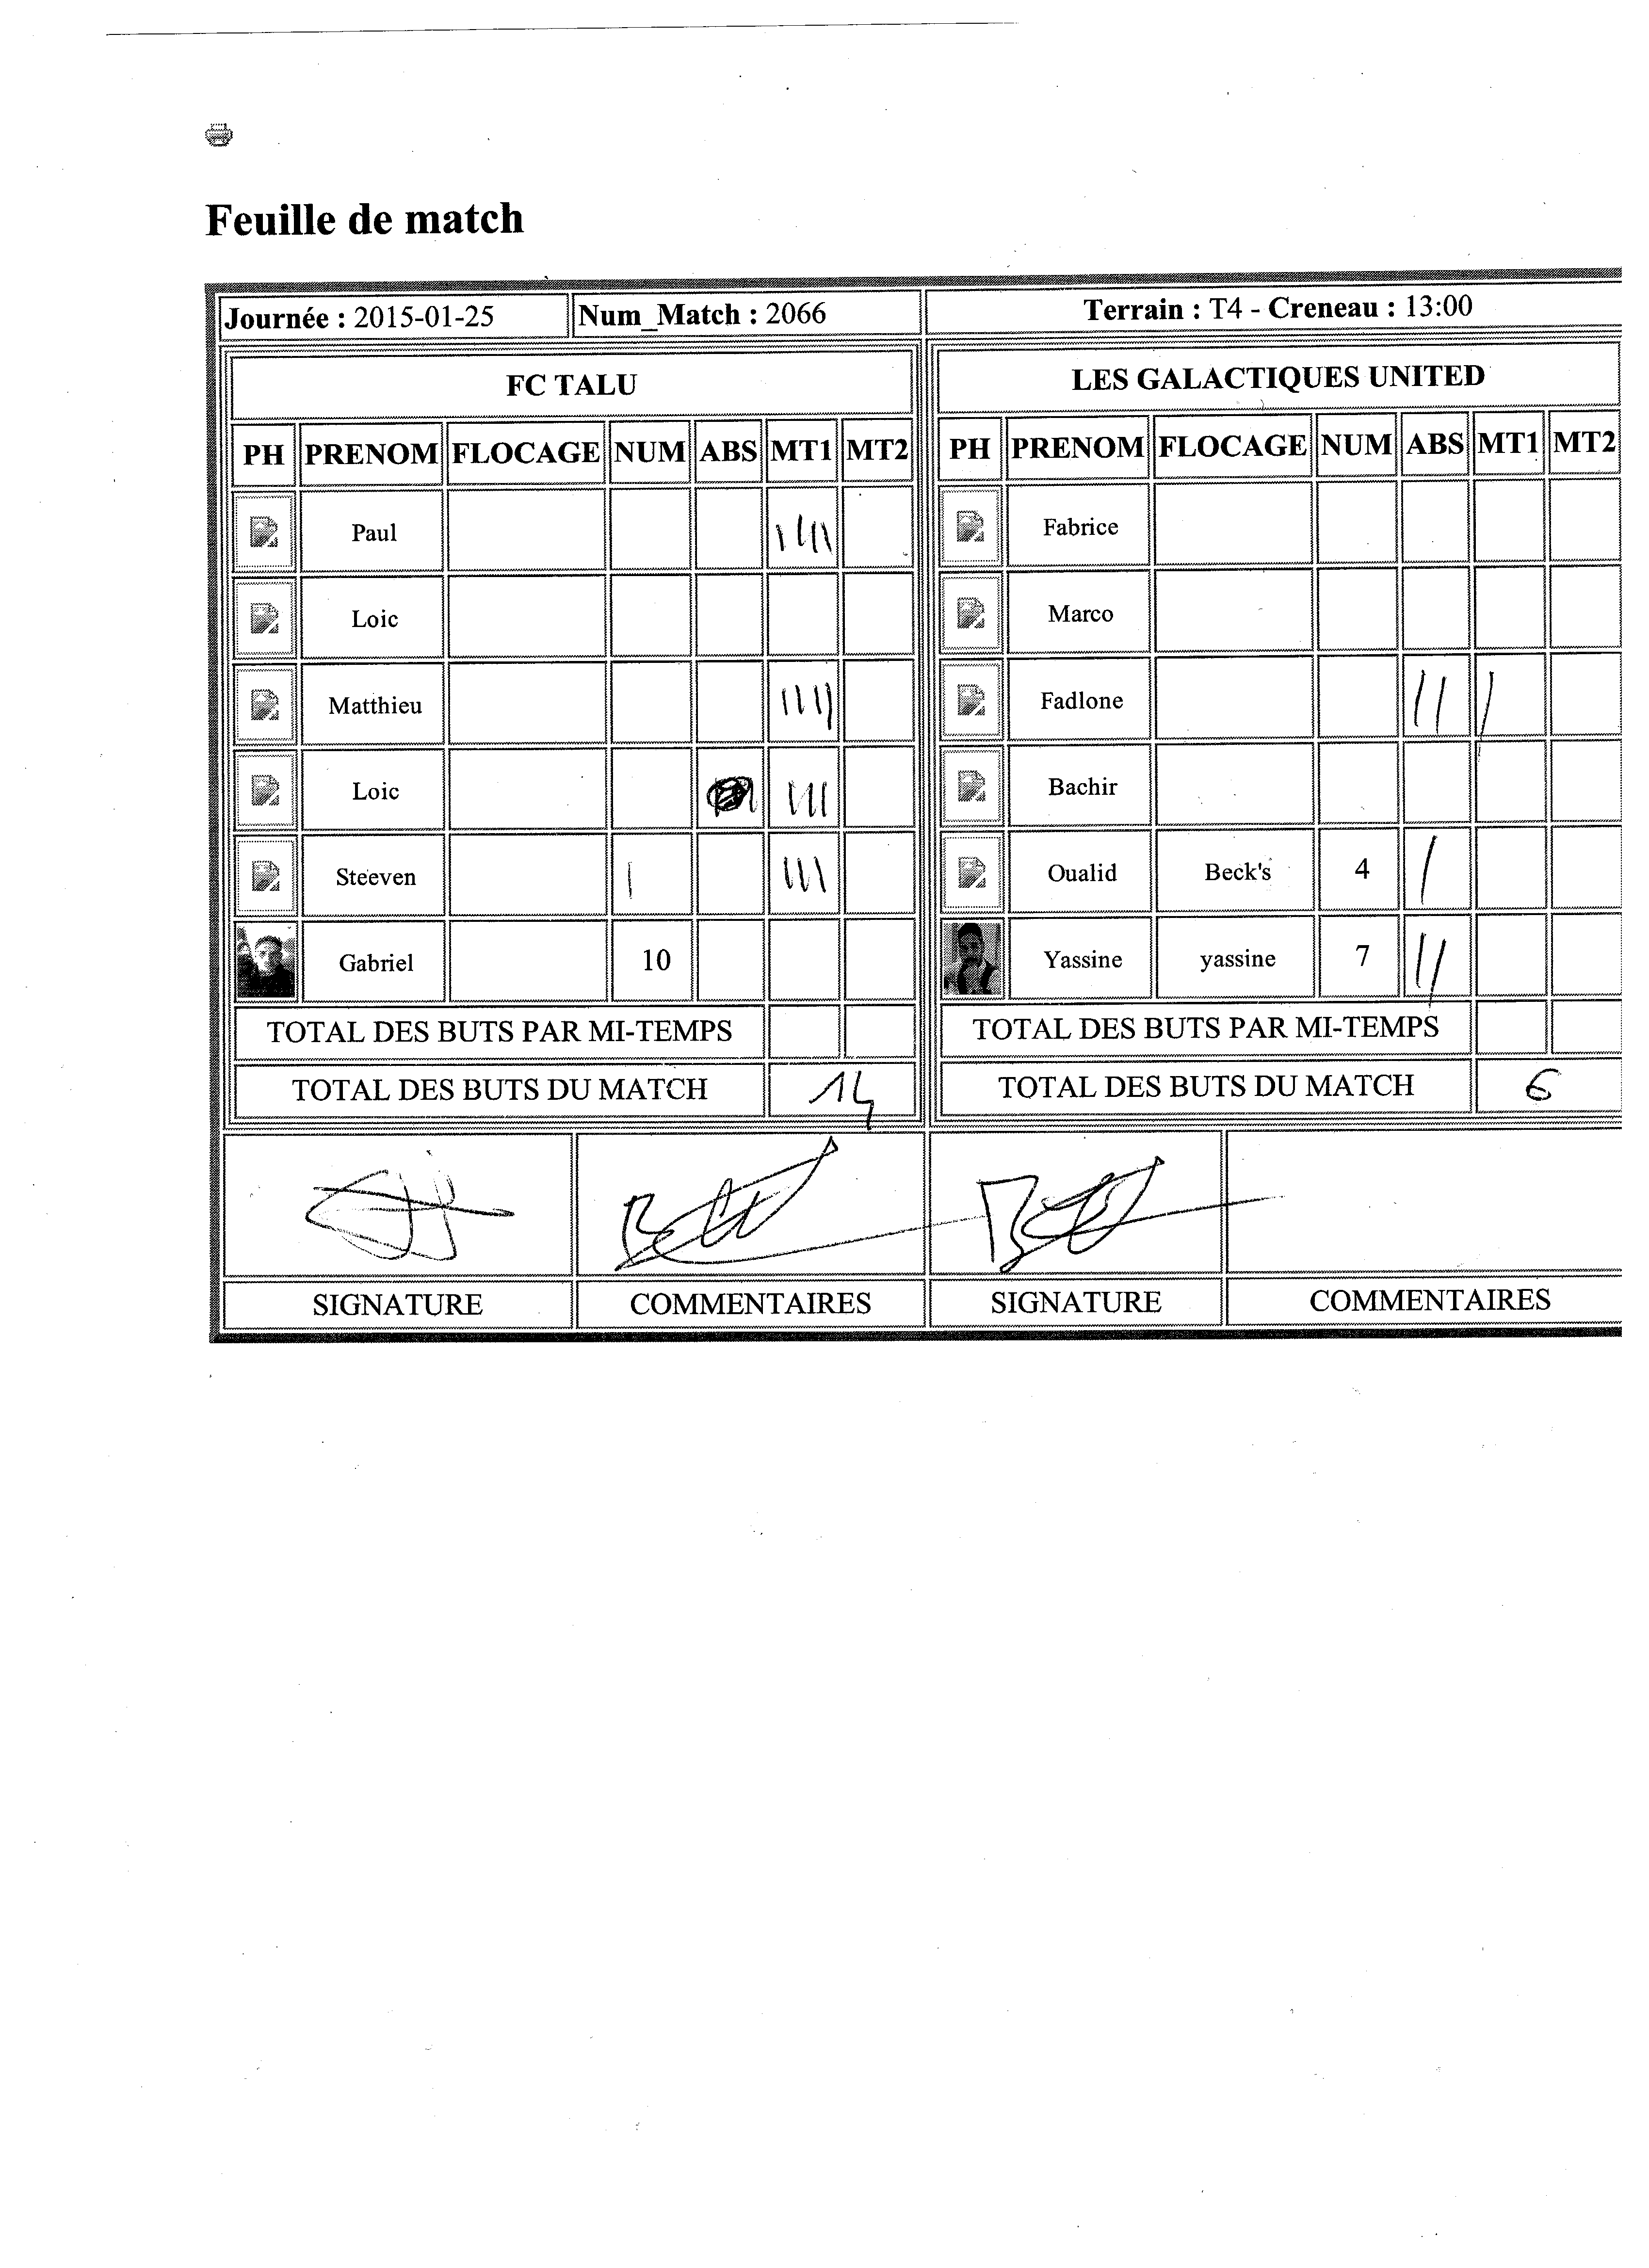 Feuille de match
Journée : 2015-01-25 Num_Match : 2066 Terrain : T4 - Creneau : 13:00
FC TALU LES GALACTIQUES UNITED
PH PRENOM FLOCAGE NUM ABS MT1 MT2 PH PRENOM FLOCAGE NUM ABS MT1 MT2
Paul IIII Fabrice
Loic Marco
Matthieu IIII Fadlone II I
Loic III Bachir
Steeven I III Oualid Beck's 4 I
Gabriel 10 Yassine yassine 7 II
TOTAL DES BUTS PAR MI-TEMPS TOTAL DES BUTS PAR MI-TEMPS
TOTAL DES BUTS DU MATCH 14 TOTAL DES BUTS DU MATCH 6
SIGNATURE COMMENTAIRES SIGNATURE COMMENTAIRES